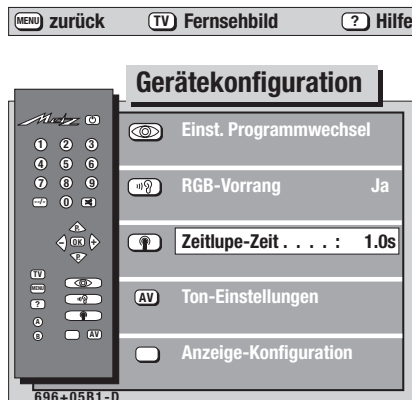 MENU zurück TV Fernsehbild ? Hilfe
Gerätekonfiguration
Metz
1 2 3
4 5 6
7 8 9
-/-- 0
R
- OK +
P
TV
MENU
?
A
B AV
Einst. Programmwechsel
RGB-Vorrang Ja
Zeitlupe-Zeit . . . . : 1.0s
AV Ton-Einstellungen
Anzeige-Konfiguration
696+05B1-D